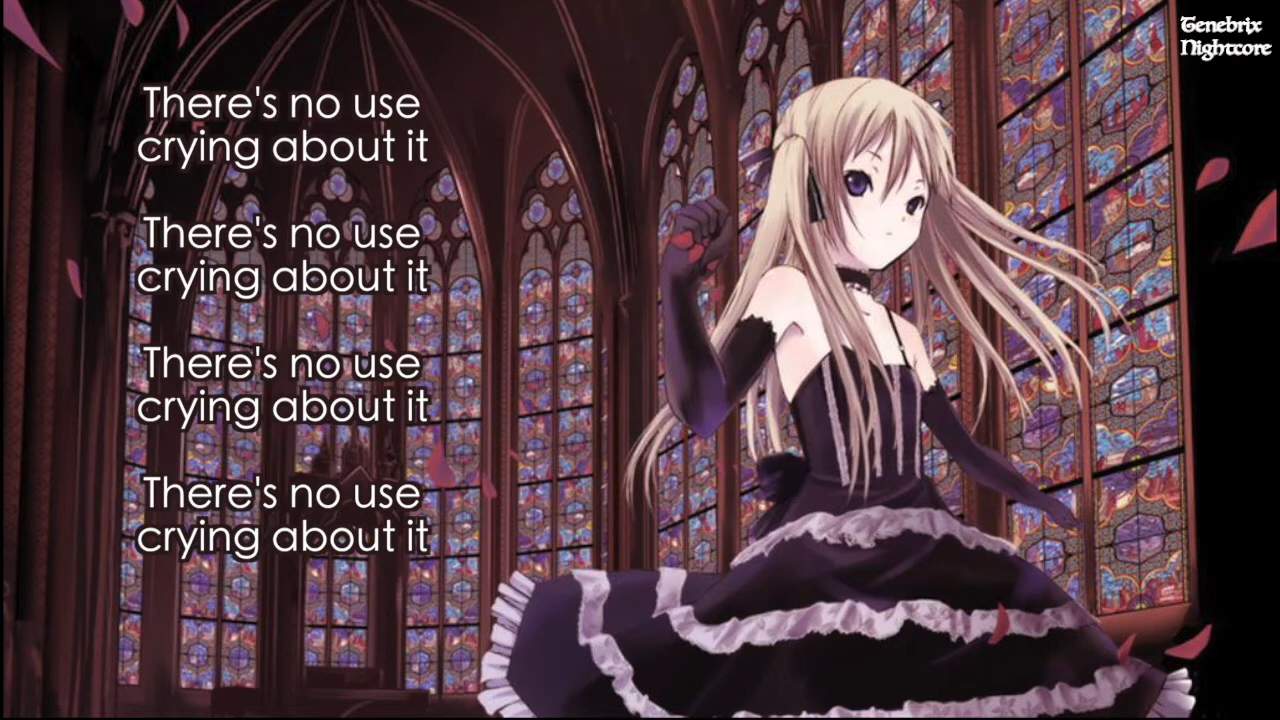 Tenebrix
Nightcore
There's no use
crying about it
There's no use
crying about it
There's no use
crying about it
There's no use
crying about it